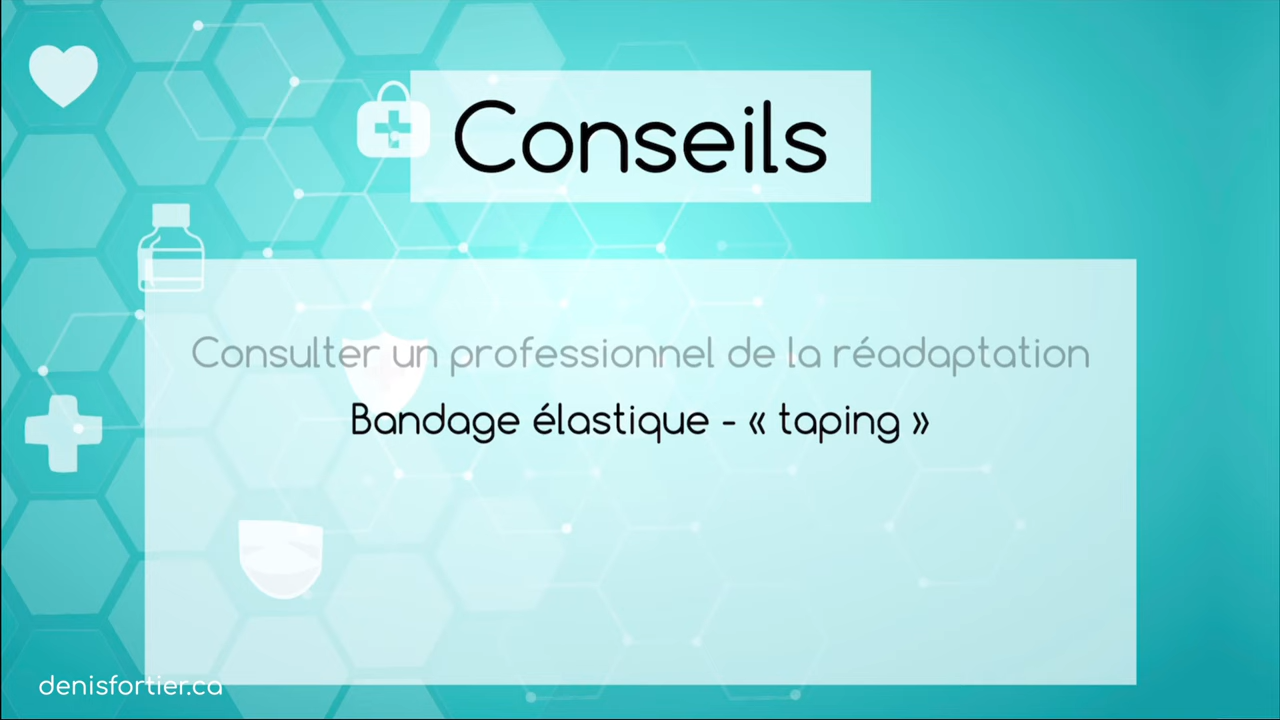 Conseils
Consulter un professionnel de la réadaptation
Bandage élastique - « taping »
denisfortier.ca